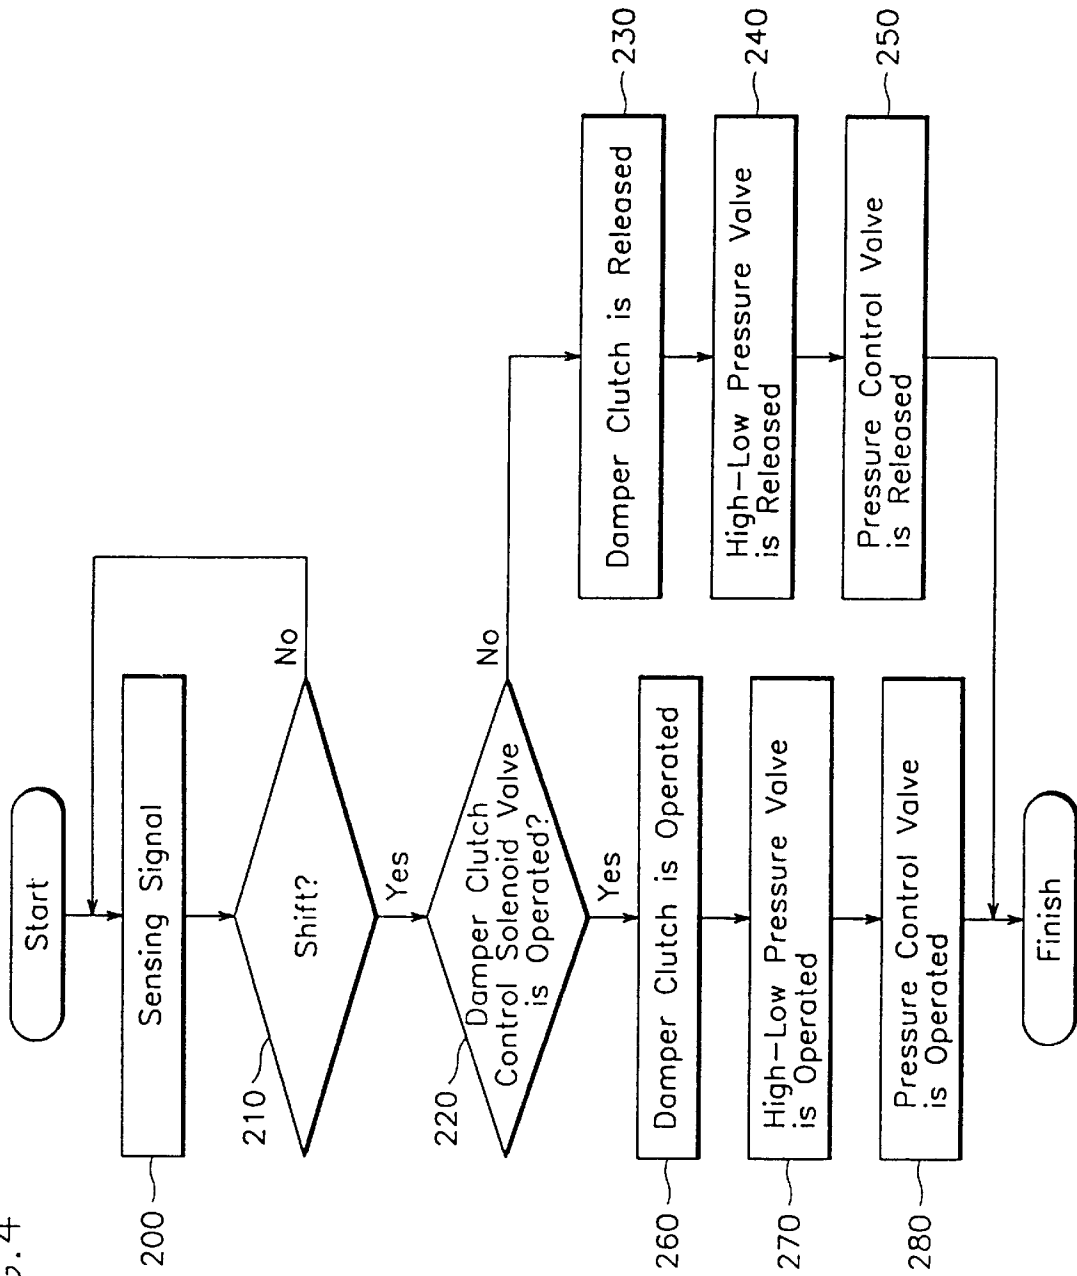 .4
Start
200
Sensing Signal
210
Shift?
No
Yes
220
Damper Clutch
Control Solenoid Valve
is Operated?
No
Yes
230
Damper Clutch is Released
240
High-Low Pressure Valve
is Released
250
Pressure Control Valve
is Released
260
Damper Clutch is Operated
270
High-Low Pressure Valve
is Operated
280
Pressure Control Valve
is Operated
Finish